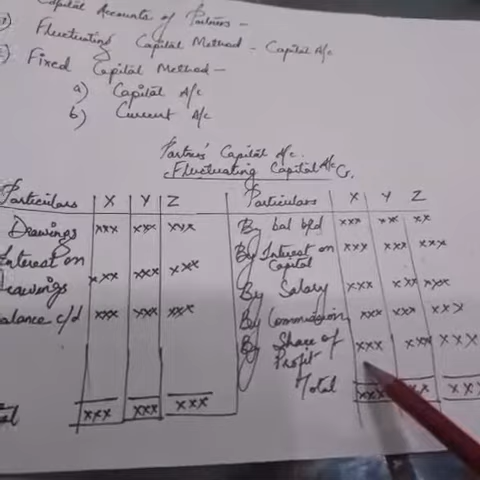 Capital Accounts of Partners -
Fluctuating Capital Method - Capital A/c
Fixed Capital Method -
a) Capital A/c
b) Current A/c
Partners' Capital A/c.
Fluctuating Capital A/c Cr.
Particulars X Y Z Particulars X Y Z
Drawings xxx xxx xxx By bal b/d xxx xx xx
Interest on Drawings xxx xxx xxx By Interest on Capital xxx xxx xxx
By Salary xxx xxx xxx
Balance c/d xxx xxx xxx By Commission xxx xxx xxx
By Share of Profit xxx xxx xxx
Total xxx xxx
xxx xxx xxx